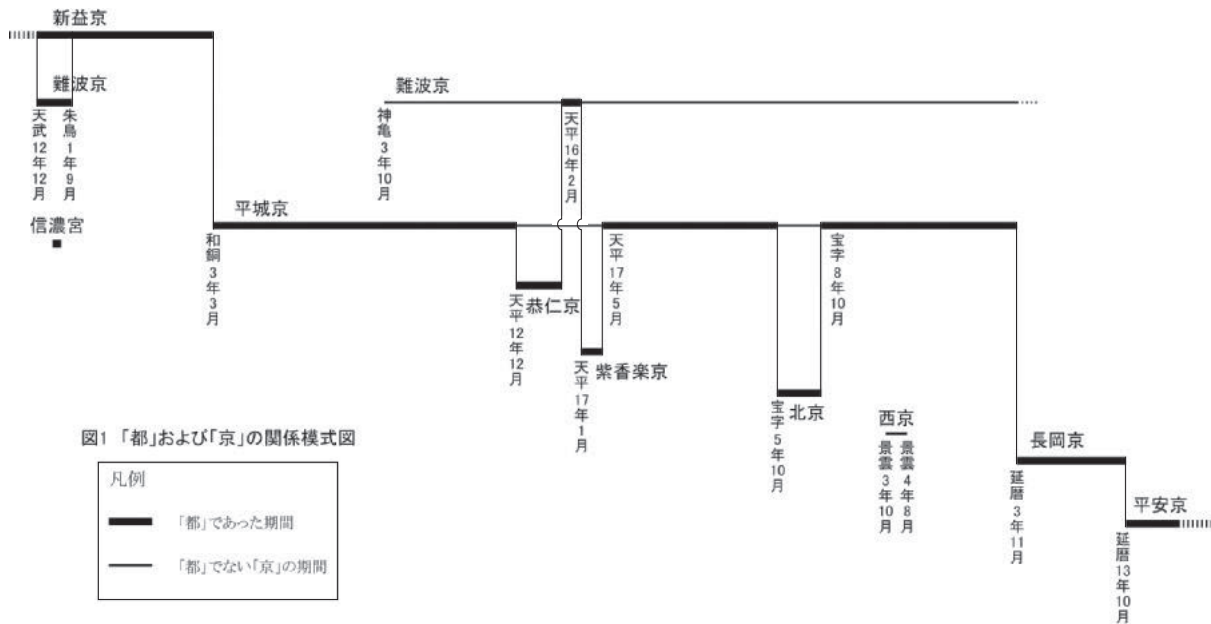 新益京
難波京
天武12年12月
朱鳥1年9月
信濃宮
難波京
神亀3年10月
天平16年2月
平城京
和銅3年3月
天平12年12月
恭仁京
天平17年1月
天平17年5月
紫香楽京
宝字5年10月
宝字8年10月
北京
西京
景雲3年10月
景雲4年8月
長岡京
延暦3年11月
平安京
延暦13年10月
図1 「都」および「京」の関係模式図
凡例
「都」であった期間
「都」でない「京」の期間